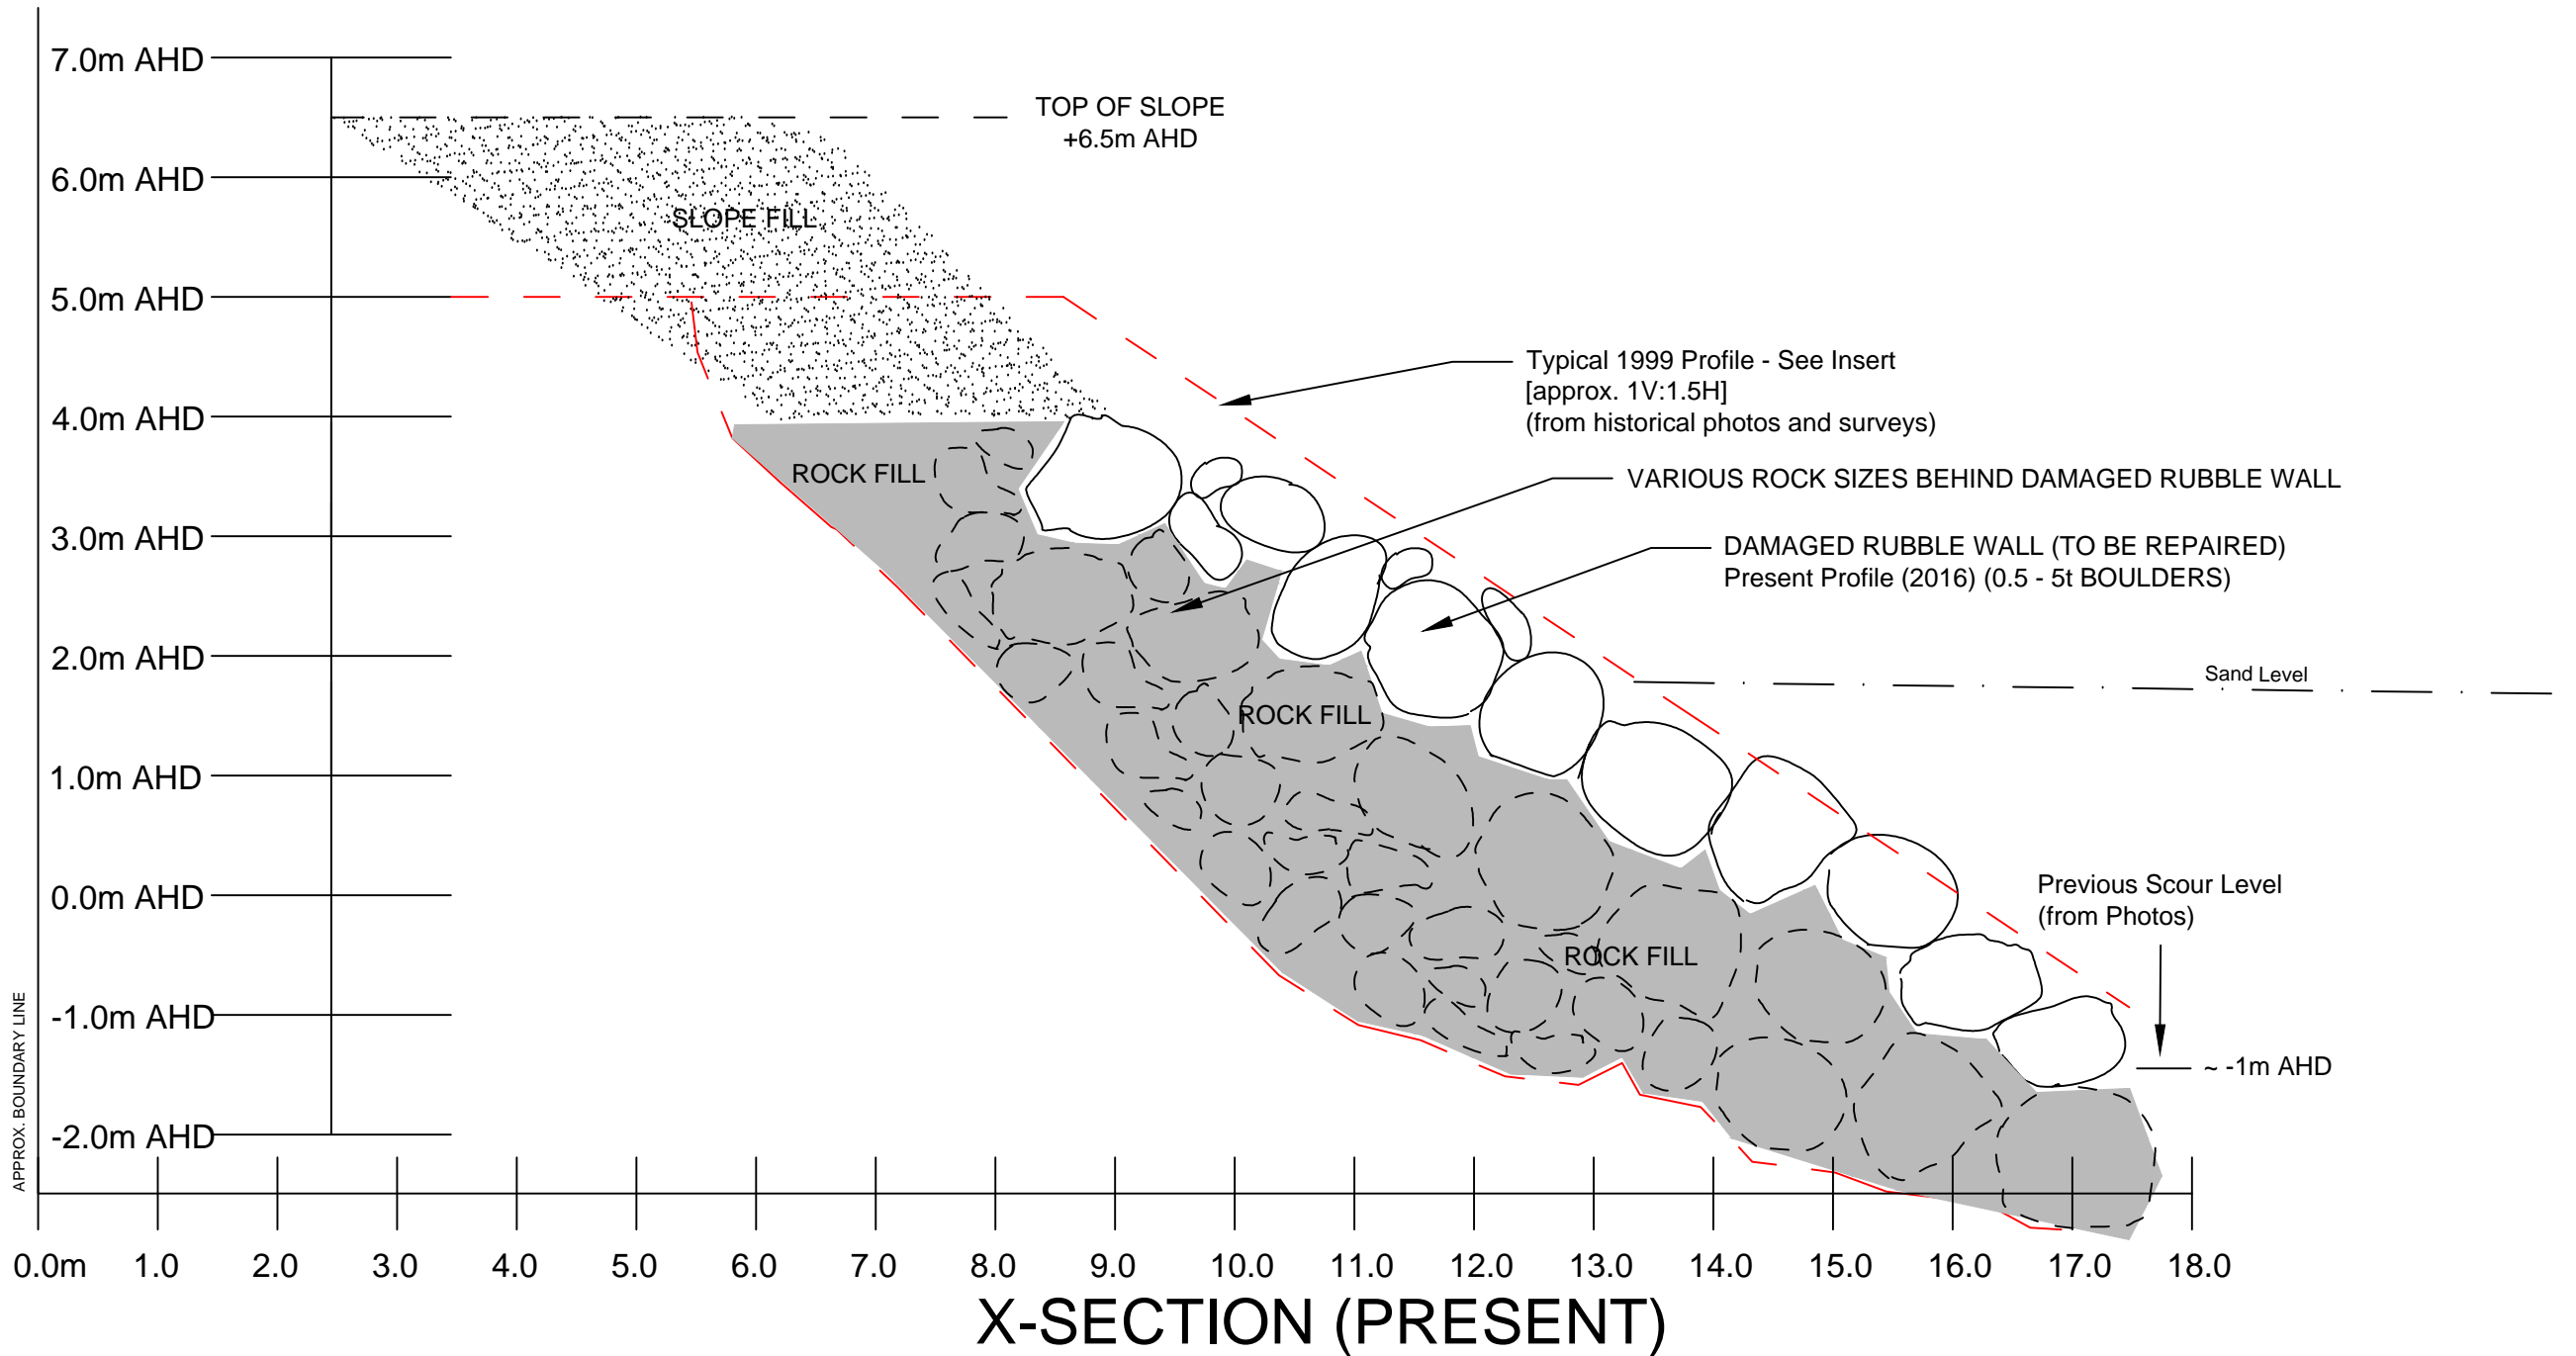 7.0m AHD
TOP OF SLOPE
+6.5m AHD
6.0m AHD
SLOPE FILL
5.0m AHD
Typical 1999 Profile - See Insert
[approx. 1V:1.5H]
(from historical photos and surveys)
4.0m AHD
ROCK FILL
VARIOUS ROCK SIZES BEHIND DAMAGED RUBBLE WALL
3.0m AHD
DAMAGED RUBBLE WALL (TO BE REPAIRED)
Present Profile (2016) (0.5 - 5t BOULDERS)
2.0m AHD
Sand Level
ROCK FILL
1.0m AHD
0.0m AHD
Previous Scour Level
(from Photos)
ROCK FILL
-1.0m AHD
~ -1m AHD
-2.0m AHD
APPROX. BOUNDARY LINE
0.0m 1.0 2.0 3.0 4.0 5.0 6.0 7.0 8.0 9.0 10.0 11.0 12.0 13.0 14.0 15.0 16.0 17.0 18.0
X-SECTION (PRESENT)